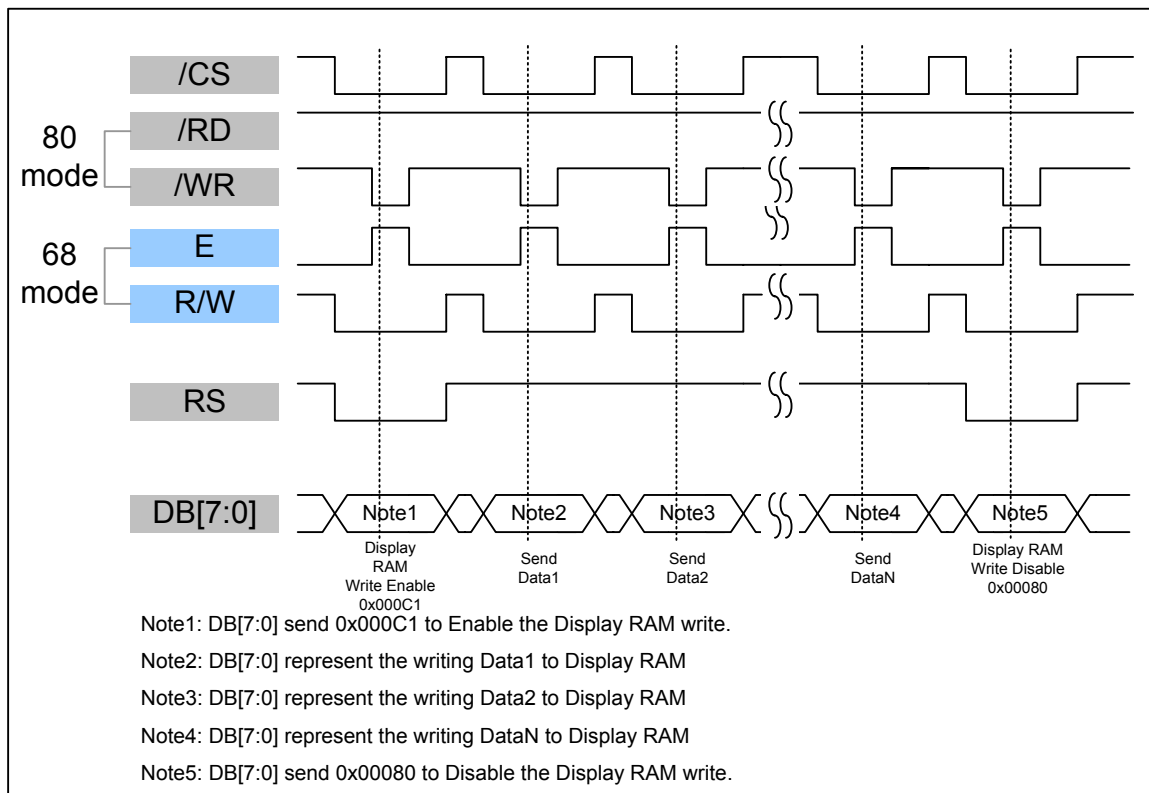 /CS
80
mode
/RD
/WR
68
mode
E
R/W
RS
DB[7:0]
Note1
Note2
Note3
Note4
Note5
Display
RAM
Write Enable
0x000C1
Send
Data1
Send
Data2
Send
DataN
Display RAM
Write Disable
0x00080
Note1: DB[7:0] send 0x000C1 to Enable the Display RAM write.
Note2: DB[7:0] represent the writing Data1 to Display RAM
Note3: DB[7:0] represent the writing Data2 to Display RAM
Note4: DB[7:0] represent the writing DataN to Display RAM
Note5: DB[7:0] send 0x00080 to Disable the Display RAM write.